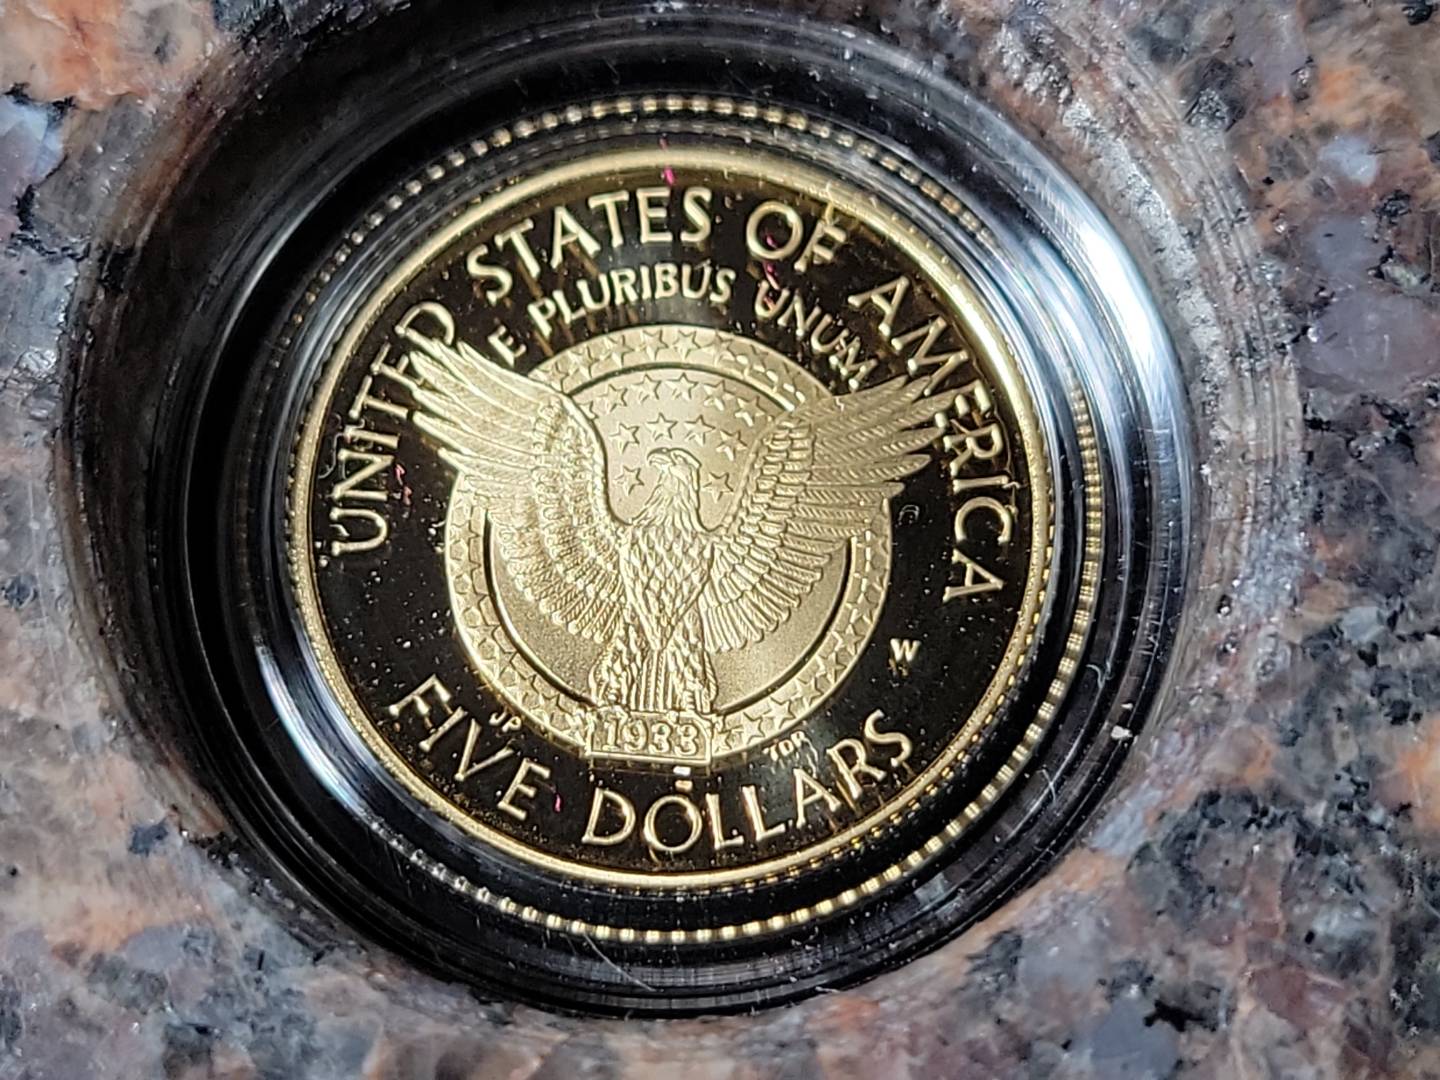 UNITED STATES OF AMERICA
E PLURIBUS UNUM
W
JP
1933
TDR
FIVE DOLLARS